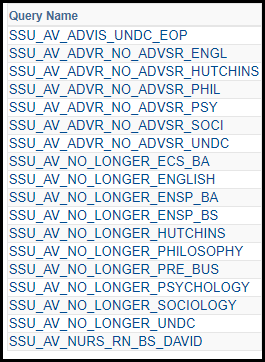 Query Name
SSU_AV_ADVIS_UNDC_EOP
SSU_AV_ADVR_NO_ADVSR_ENGL
SSU_AV_ADVR_NO_ADVSR_HUTCHINS
SSU_AV_ADVR_NO_ADVSR_PHIL
SSU_AV_ADVR_NO_ADVSR_PSY
SSU_AV_ADVR_NO_ADVSR_SOCI
SSU_AV_ADVR_NO_ADVSR_UNDC
SSU_AV_NO_LONGER_ECS_BA
SSU_AV_NO_LONGER_ENGLISH
SSU_AV_NO_LONGER_ENSP_BA
SSU_AV_NO_LONGER_ENSP_BS
SSU_AV_NO_LONGER_HUTCHINS
SSU_AV_NO_LONGER_PHILOSOPHY
SSU_AV_NO_LONGER_PRE_BUS
SSU_AV_NO_LONGER_PSYCHOLOGY
SSU_AV_NO_LONGER_SOCIOLOGY
SSU_AV_NO_LONGER_UNDC
SSU_AV_NURS_RN_BS_DAVID